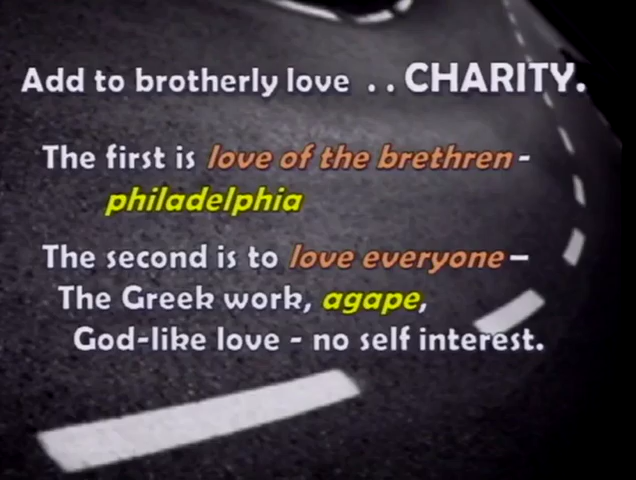 Add to brotherly love . . CHARITY.
The first is love of the brethren -
philadelphia
The second is to love everyone –
The Greek work, agape,
God-like love - no self interest.